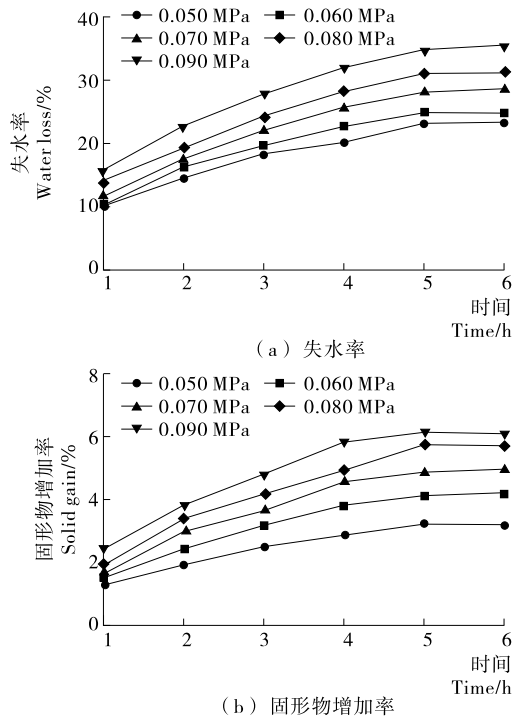 40
30
20
10
0
0.050 MPa 0.060 MPa
0.070 MPa 0.080 MPa
0.090 MPa
失水率
Water loss/%
1 2 3 4 5 6
时间
Time/h
（a）失水率
8
6
4
2
0
0.050 MPa 0.060 MPa
0.070 MPa 0.080 MPa
0.090 MPa
固形物增加率
Solid gain/%
1 2 3 4 5 6
时间
Time/h
（b）固形物增加率